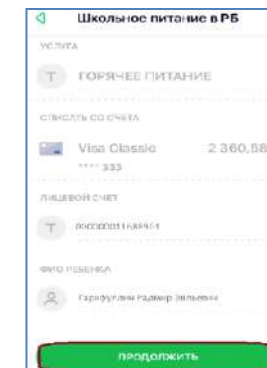 Школьное питание в РБ
УСЛУГА
Т ГОРЯЧЕЕ ПИТАНИЕ
СПИСАТЬ СО СЧЕТА
Visa Classic 2 360,58
**** 333
ЛИЦЕВОЙ СЧЕТ
Т
ФИО РЕБЕНКА
Гарифуллин Радмир
ПРОДОЛЖИТЬ